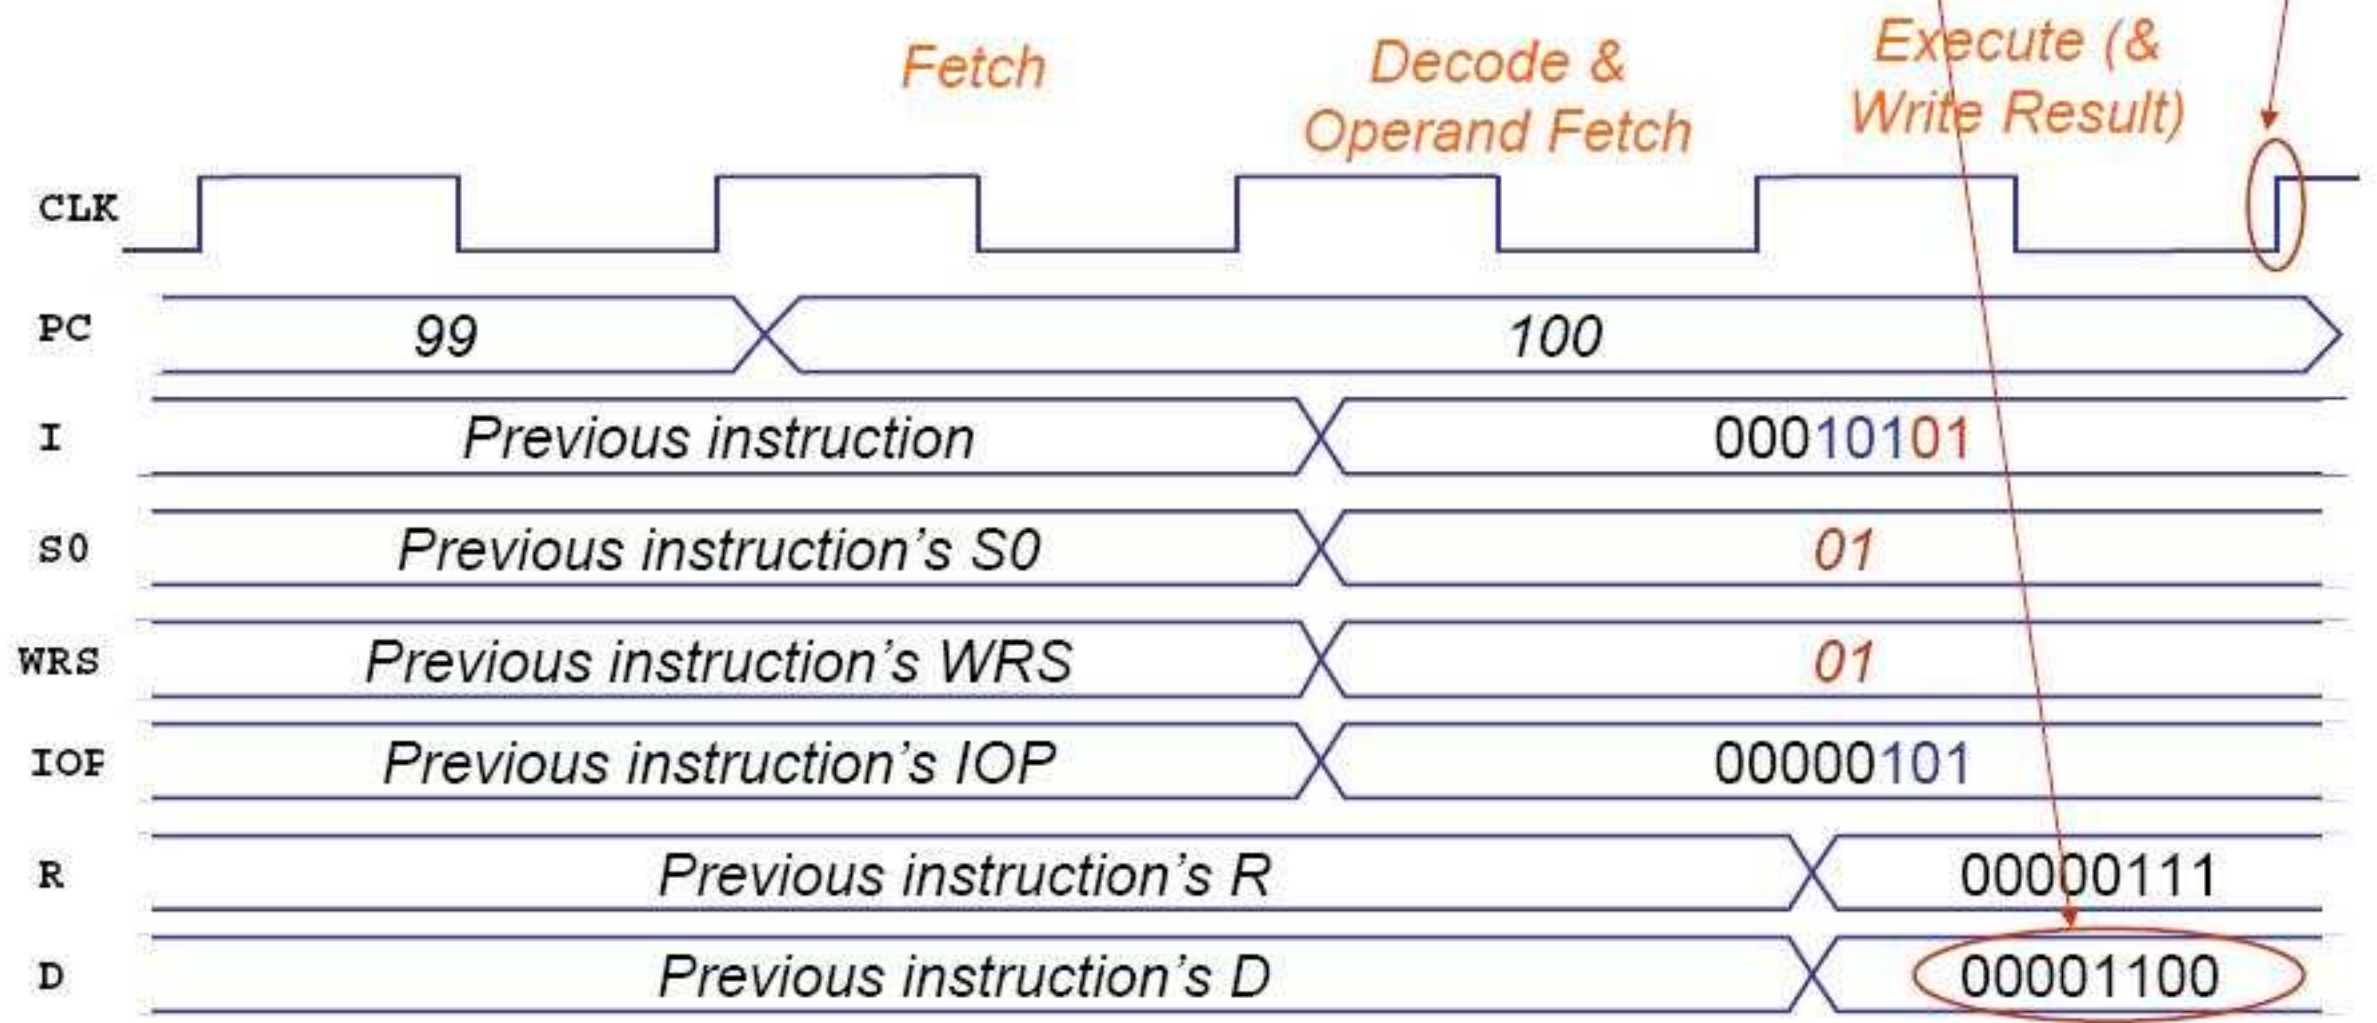 Fetch
Decode &
Operand Fetch
Execute (&
Write Result)
CLK
PC
99
100
I
Previous instruction
00010101
S0
Previous instruction's S0
01
WRS
Previous instruction's WRS
01
IOP
Previous instruction's IOP
00000101
R
Previous instruction's R
00000111
D
Previous instruction's D
00001100